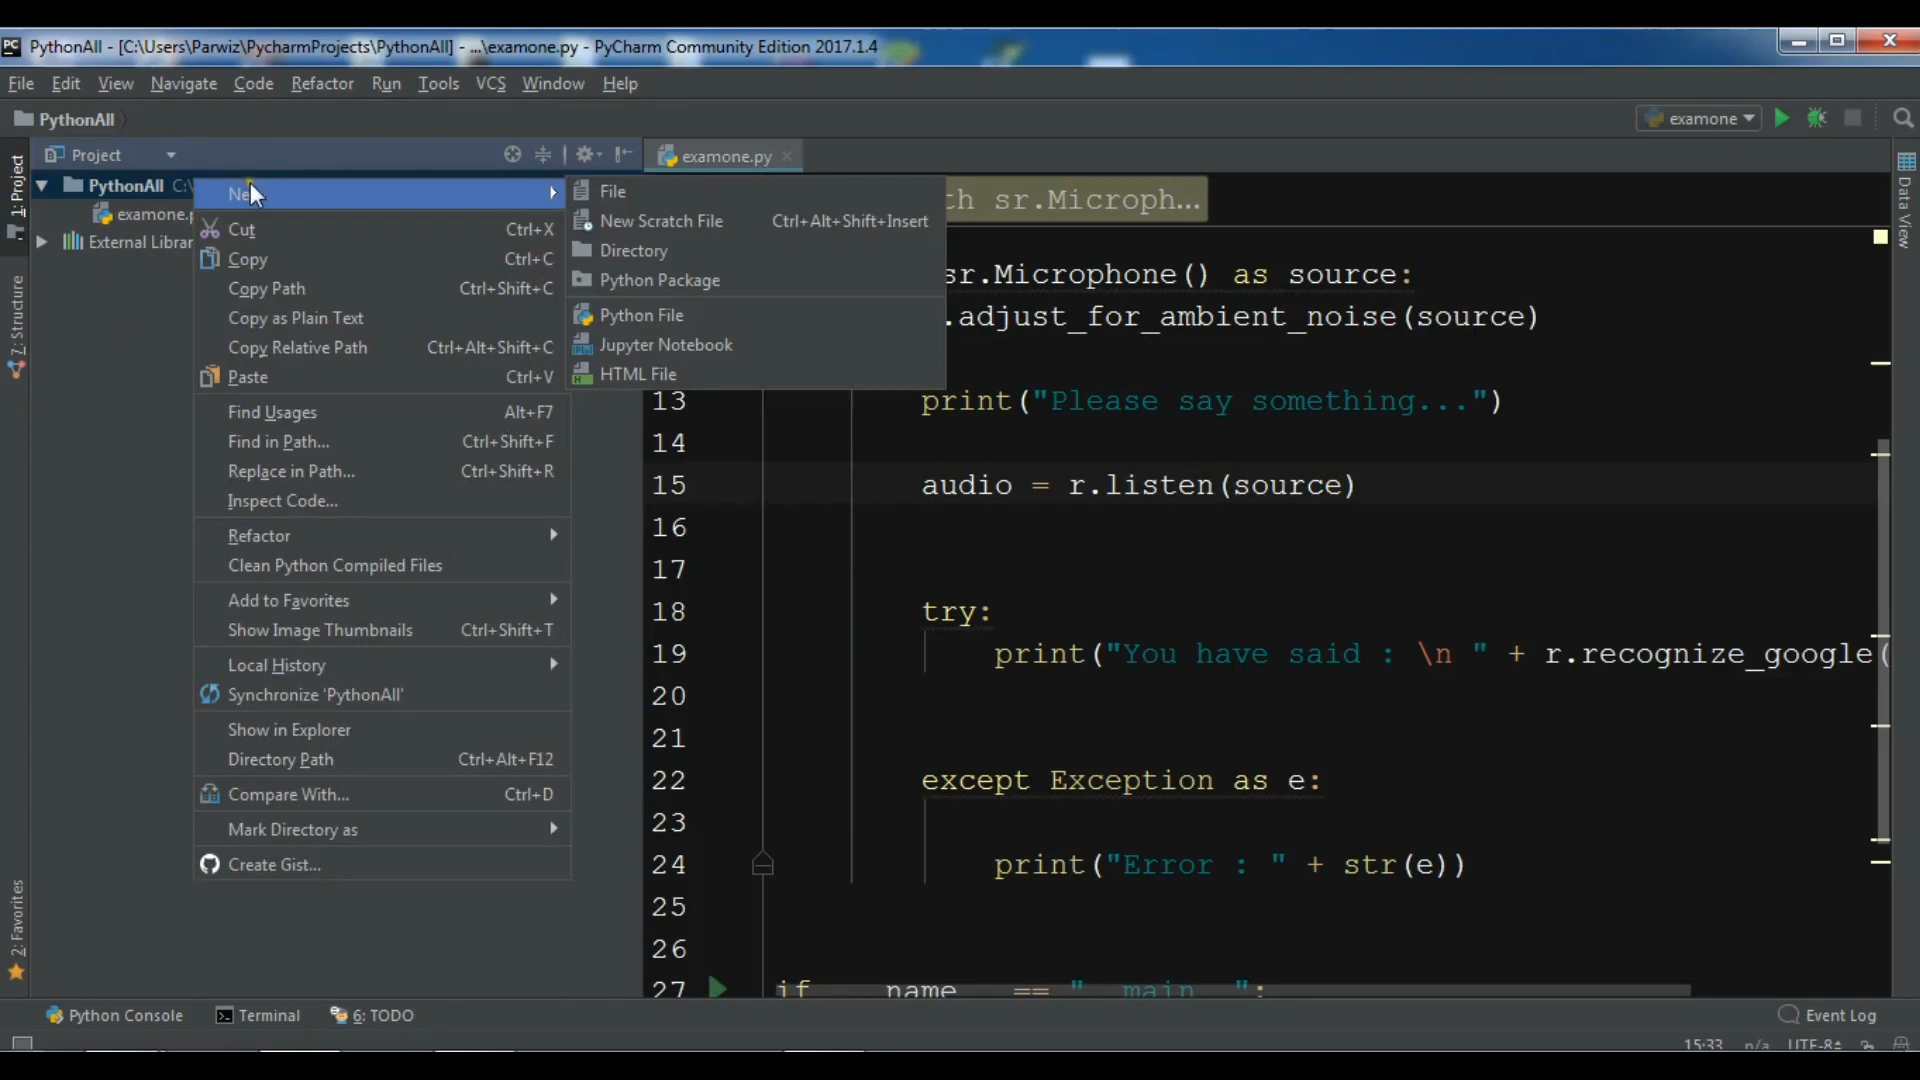 PythonAll - [C:\Users\Parwiz\PycharmProjects\PythonAll] - ...\examone.py - PyCharm Community Edition 2017.1.4
File Edit View Navigate Code Refactor Run Tools VCS Window Help
PythonAll
examone
1: Project
7: Structure
2: Favorites
Project
examone.py
PythonAll C:\
examone.p
External Librar
New
Cut Ctrl+X
Copy Ctrl+C
Copy Path Ctrl+Shift+C
Copy as Plain Text
Copy Relative Path Ctrl+Alt+Shift+C
Paste Ctrl+V
Find Usages Alt+F7
Find in Path... Ctrl+Shift+F
Replace in Path... Ctrl+Shift+R
Inspect Code...
Refactor
Clean Python Compiled Files
Add to Favorites
Show Image Thumbnails Ctrl+Shift+T
Local History
Synchronize 'PythonAll'
Show in Explorer
Directory Path Ctrl+Alt+F12
Compare With... Ctrl+D
Mark Directory as
Create Gist...
File
New Scratch File Ctrl+Alt+Shift+Insert
Directory
Python Package
Python File
Jupyter Notebook
HTML File
th sr.Microph...
sr.Microphone() as source:
.adjust_for_ambient_noise(source)
13 print("Please say something...")
14
15 audio = r.listen(source)
16
17
18 try:
19 print("You have said : \n " + r.recognize_google(
20
21
22 except Exception as e:
23
24 print("Error : " + str(e))
25
26
27 if __name__ == "__main__":
Data View
Python Console Terminal 6: TODO
Event Log
15:33 n/a UTF-8